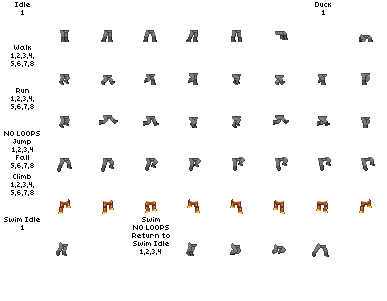 Idle
1
Duck
1
Walk
1,2,3,4,
5,6,7,8
Run
1,2,3,4,
5,6,7,8
NO LOOPS
Jump
1,2,3,4
Fall
5,6,7,8
Climb
1,2,3,4,
5,6,7,8
Swim Idle
1
Swim
NO LOOPS
Return to
Swim Idle
1,2,3,4